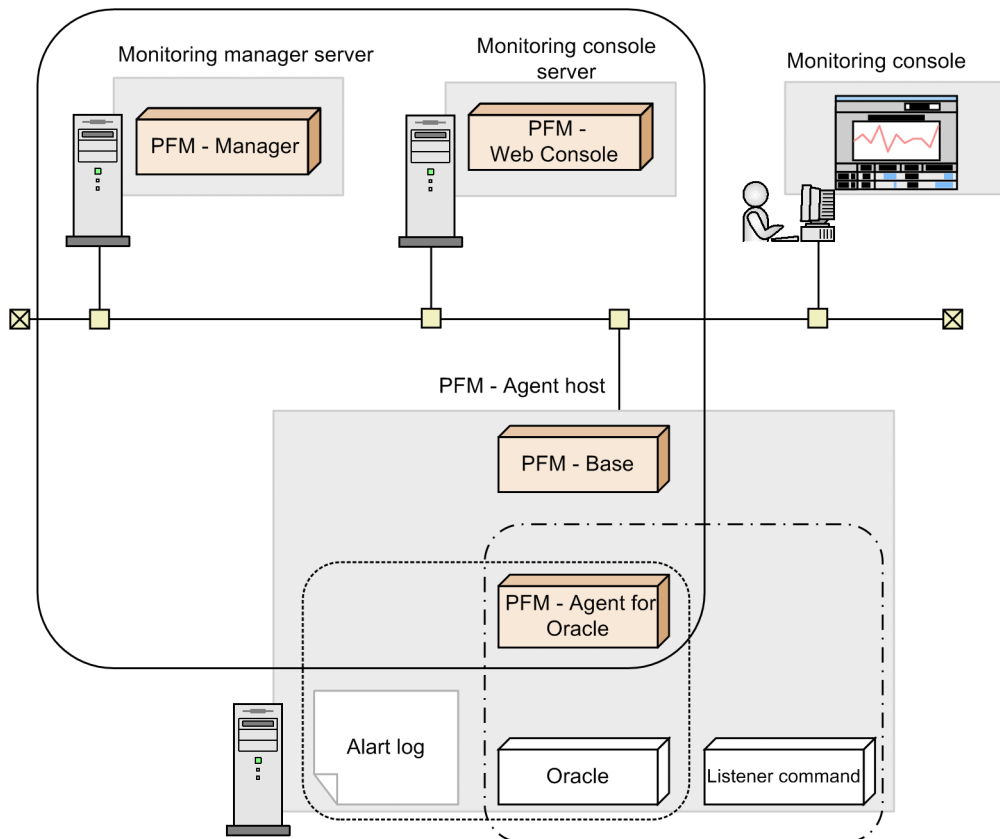 Monitoring manager server
Monitoring console
server
Monitoring console
PFM - Manager
PFM -
Web Console
PFM - Agent host
PFM - Base
PFM - Agent for
Oracle
Alart log
Oracle
Listener command